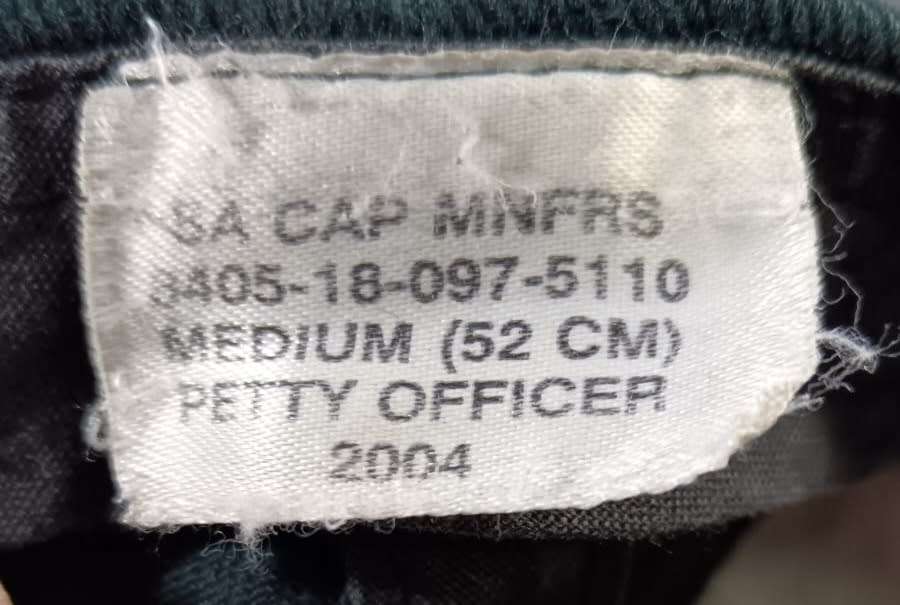 SA CAP MNFRS
8405-18-097-5110
MEDIUM (52 CM)
PETTY OFFICER
2004